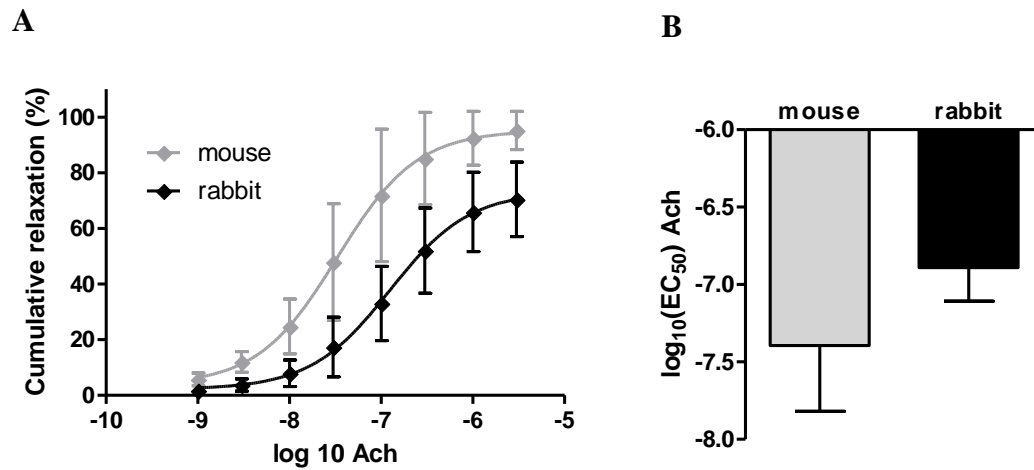 A
Cumulative relaxation (%)
100
80
60
40
20
0
mouse
rabbit
-10
-9
-8
-7
-6
-5
log 10 Ach
B
mouse
rabbit
log10(EC50) Ach
-6.0
-6.5
-7.0
-7.5
-8.0